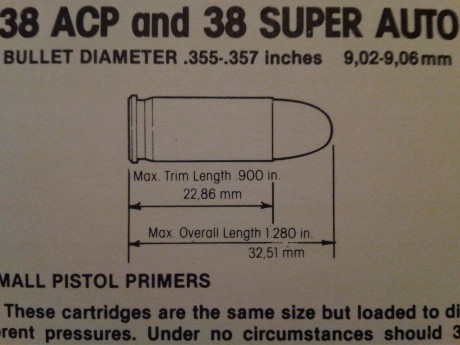 38 ACP and 38 SUPER AUTO
BULLET DIAMETER .355-.357 inches 9,02-9,06 mm
Max. Trim Length .900 in.
22,86 mm
Max. Overall Length 1.280 in.
32,51 mm
MALL PISTOL PRIMERS
These cartridges are the same size but loaded to di
erent pressures. Under no circumstances should 3